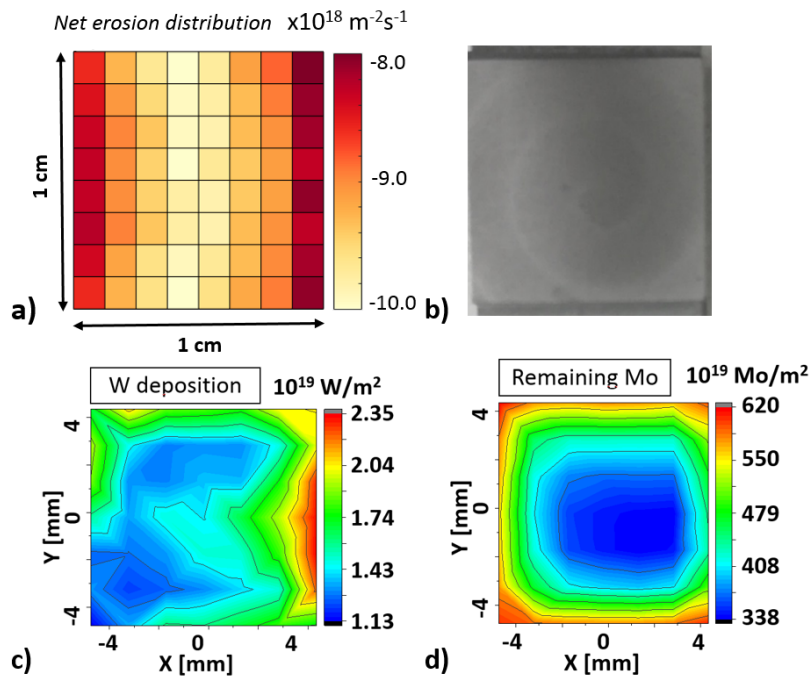 Net erosion distribution x10¹⁸ [m⁻²s⁻¹]
-8.0
1 cm
-9.0
-10.0
a)
1 cm
b)
W deposition 10¹⁹ W/m²
2.35
2.04
1.74
1.43
1.13
4
0
-4
Y [mm]
-4 0 4
X [mm]
c)
Remaining Mo 10¹⁹ Mo/m²
620
550
479
408
338
4
0
-4
Y [mm]
-4 0 4
X [mm]
d)